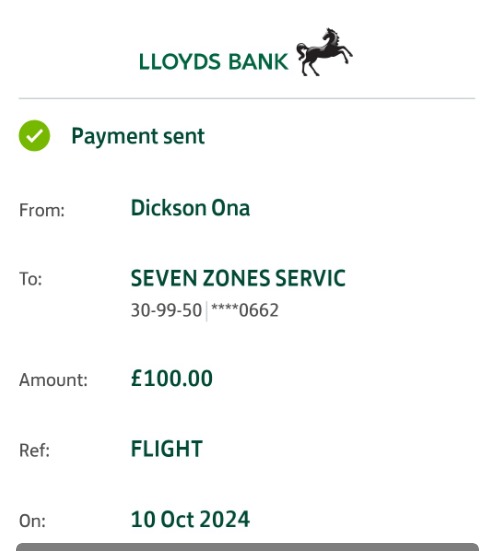 LLOYDS BANK
Payment sent
From: Dickson Ona
To: SEVEN ZONES SERVIC
30-99-50 | ****0662
Amount: £100.00
Ref: FLIGHT
On: 10 Oct 2024